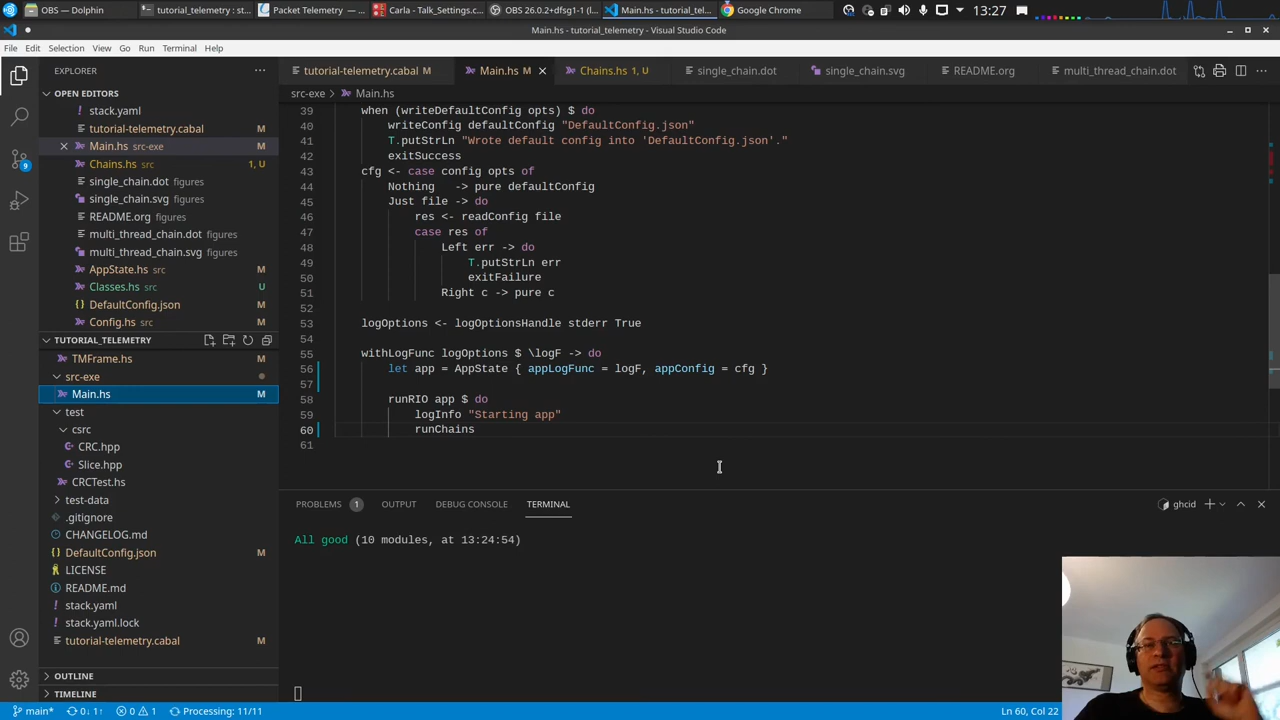 OBS — Dolphin
tutorial_telemetry : st...
Packet Telemetry — ...
Carla - Talk_Settings.c...
OBS 26.0.2+dfsg1-1 (l...
Main.hs - tutorial_tel...
Google Chrome
13:27
Main.hs - tutorial_telemetry - Visual Studio Code
File Edit Selection View Go Run Terminal Help
EXPLORER
OPEN EDITORS
stack.yaml
tutorial-telemetry.cabal M
Main.hs src-exe M
Chains.hs src 1, U
single_chain.dot figures
single_chain.svg figures
README.org figures
multi_thread_chain.dot figures
multi_thread_chain.svg figures
AppState.hs src M
Classes.hs src U
DefaultConfig.json M
Config.hs src M
TUTORIAL_TELEMETRY
TMFrame.hs
src-exe
Main.hs M
test
csrc
CRC.hpp
Slice.hpp
CRCTest.hs
test-data
.gitignore
CHANGELOG.md
DefaultConfig.json M
LICENSE
README.md
stack.yaml
stack.yaml.lock
tutorial-telemetry.cabal M
OUTLINE
TIMELINE
9
tutorial-telemetry.cabal M
Main.hs M
Chains.hs 1, U
single_chain.dot
single_chain.svg
README.org
multi_thread_chain.dot
src-exe > Main.hs
39 when (writeDefaultConfig opts) $ do
40 writeConfig defaultConfig "DefaultConfig.json"
41 T.putStrLn "Wrote default config into 'DefaultConfig.json'."
42 exitSuccess
43 cfg <- case config opts of
44 Nothing -> pure defaultConfig
45 Just file -> do
46 res <- readConfig file
47 case res of
48 Left err -> do
49 T.putStrLn err
50 exitFailure
51 Right c -> pure c
52
53 logOptions <- logOptionsHandle stderr True
54
55 withLogFunc logOptions $ \logF -> do
56 let app = AppState { appLogFunc = logF, appConfig = cfg }
57
58 runRIO app $ do
59 logInfo "Starting app"
60 runChains
61
PROBLEMS 1 OUTPUT DEBUG CONSOLE TERMINAL
ghcid
All good (10 modules, at 13:24:54)
main* 0↓ 1↑ 0 1 Processing: 11/11
Ln 60, Col 22